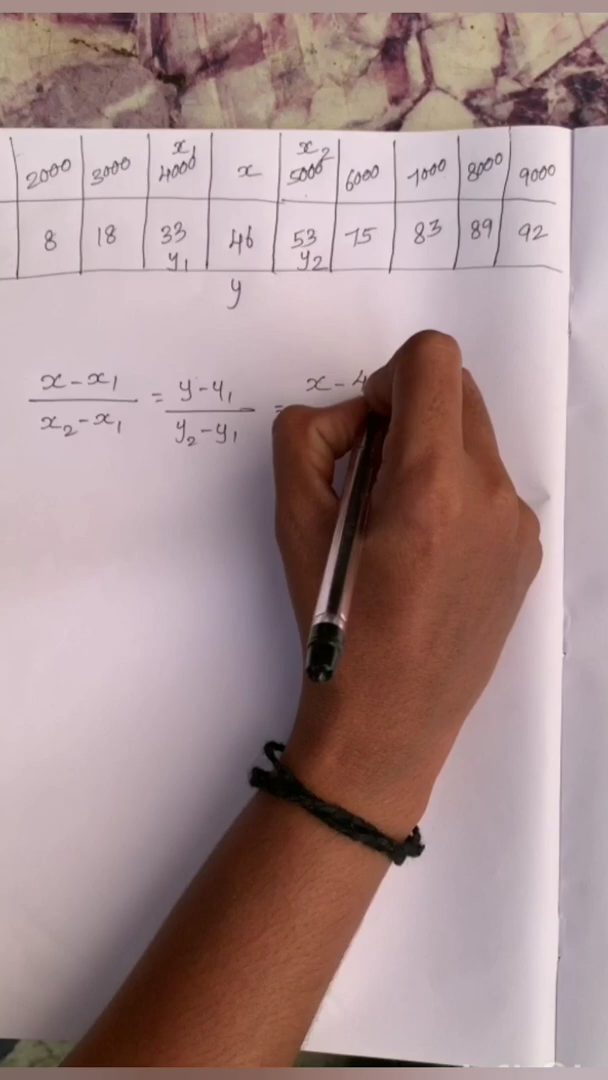 x1 x2
2000 3000 4000 x 5000 6000 7000 8000 9000
8 18 33 46 53 75 83 89 92
y1 y2
y
x-x1 / x2-x1 = y-y1 / y2-y1 = x-4